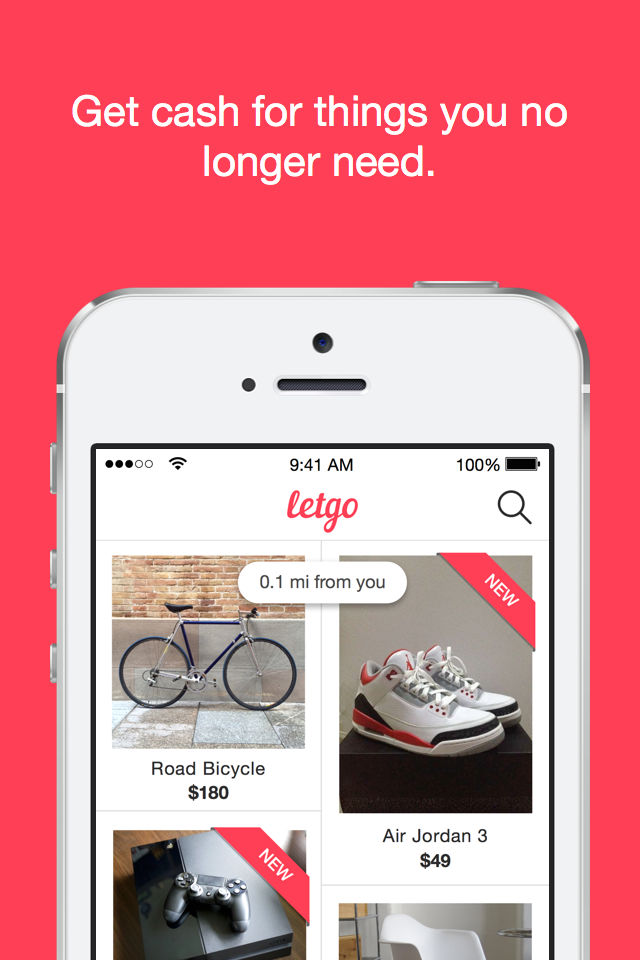 Get cash for things you no
longer need.
9:41 AM
100%
letgo
0.1 mi from you
NEW
Road Bicycle
$180
Air Jordan 3
$49
NEW